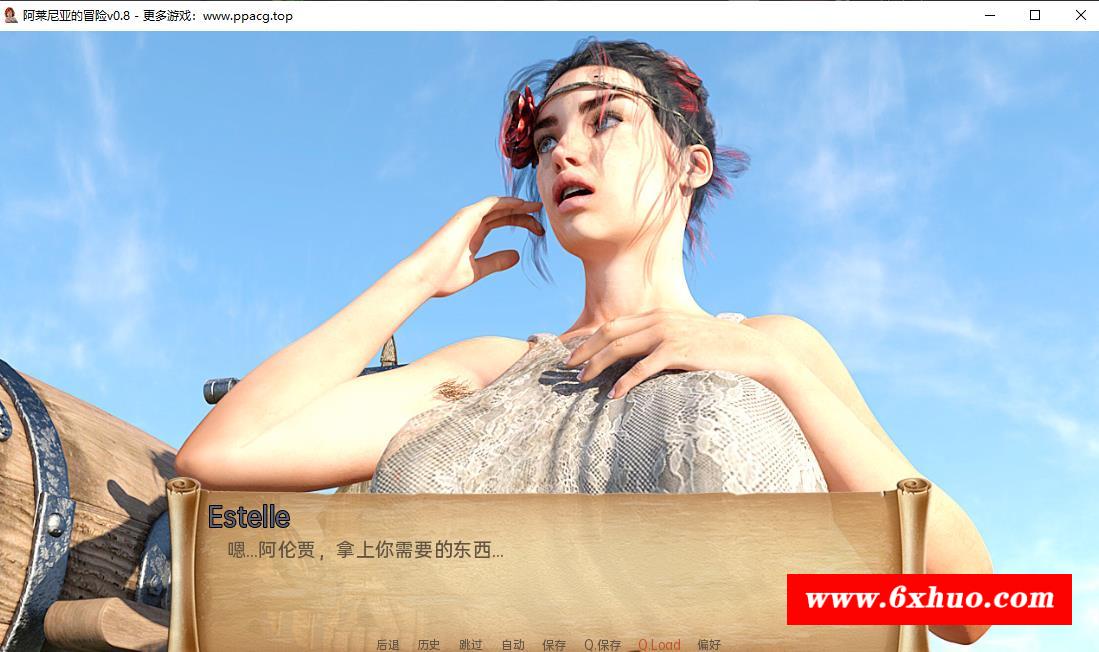 阿莱尼亚的冒险v0.8 - 更多游戏：www.ppacg.top
Estelle
嗯...阿伦贾，拿上你需要的东西...
www.6xhuo.com
后退 历史 跳过 自动 保存 Q.保存 Q.Load 偏好